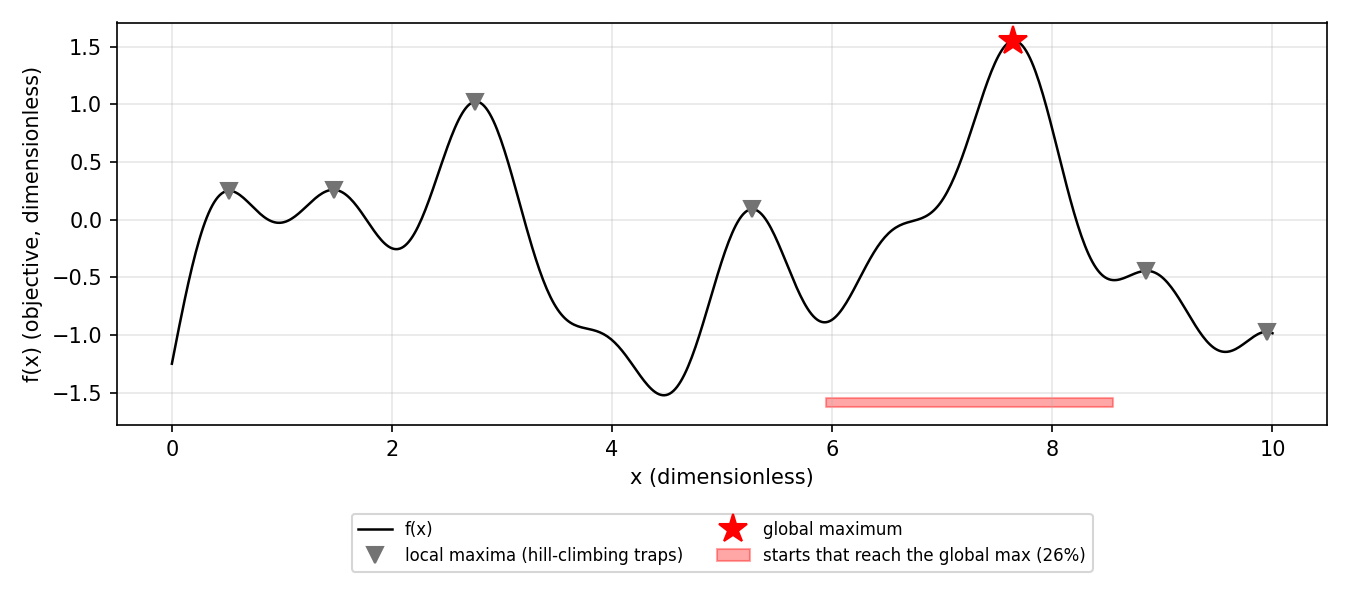 1.5
1.0
0.5
0.0
−0.5
−1.0
−1.5
f(x) (objective, dimensionless)
0 2 4 6 8 10
x (dimensionless)
f(x)
local maxima (hill-climbing traps)
global maximum
starts that reach the global max (26%)